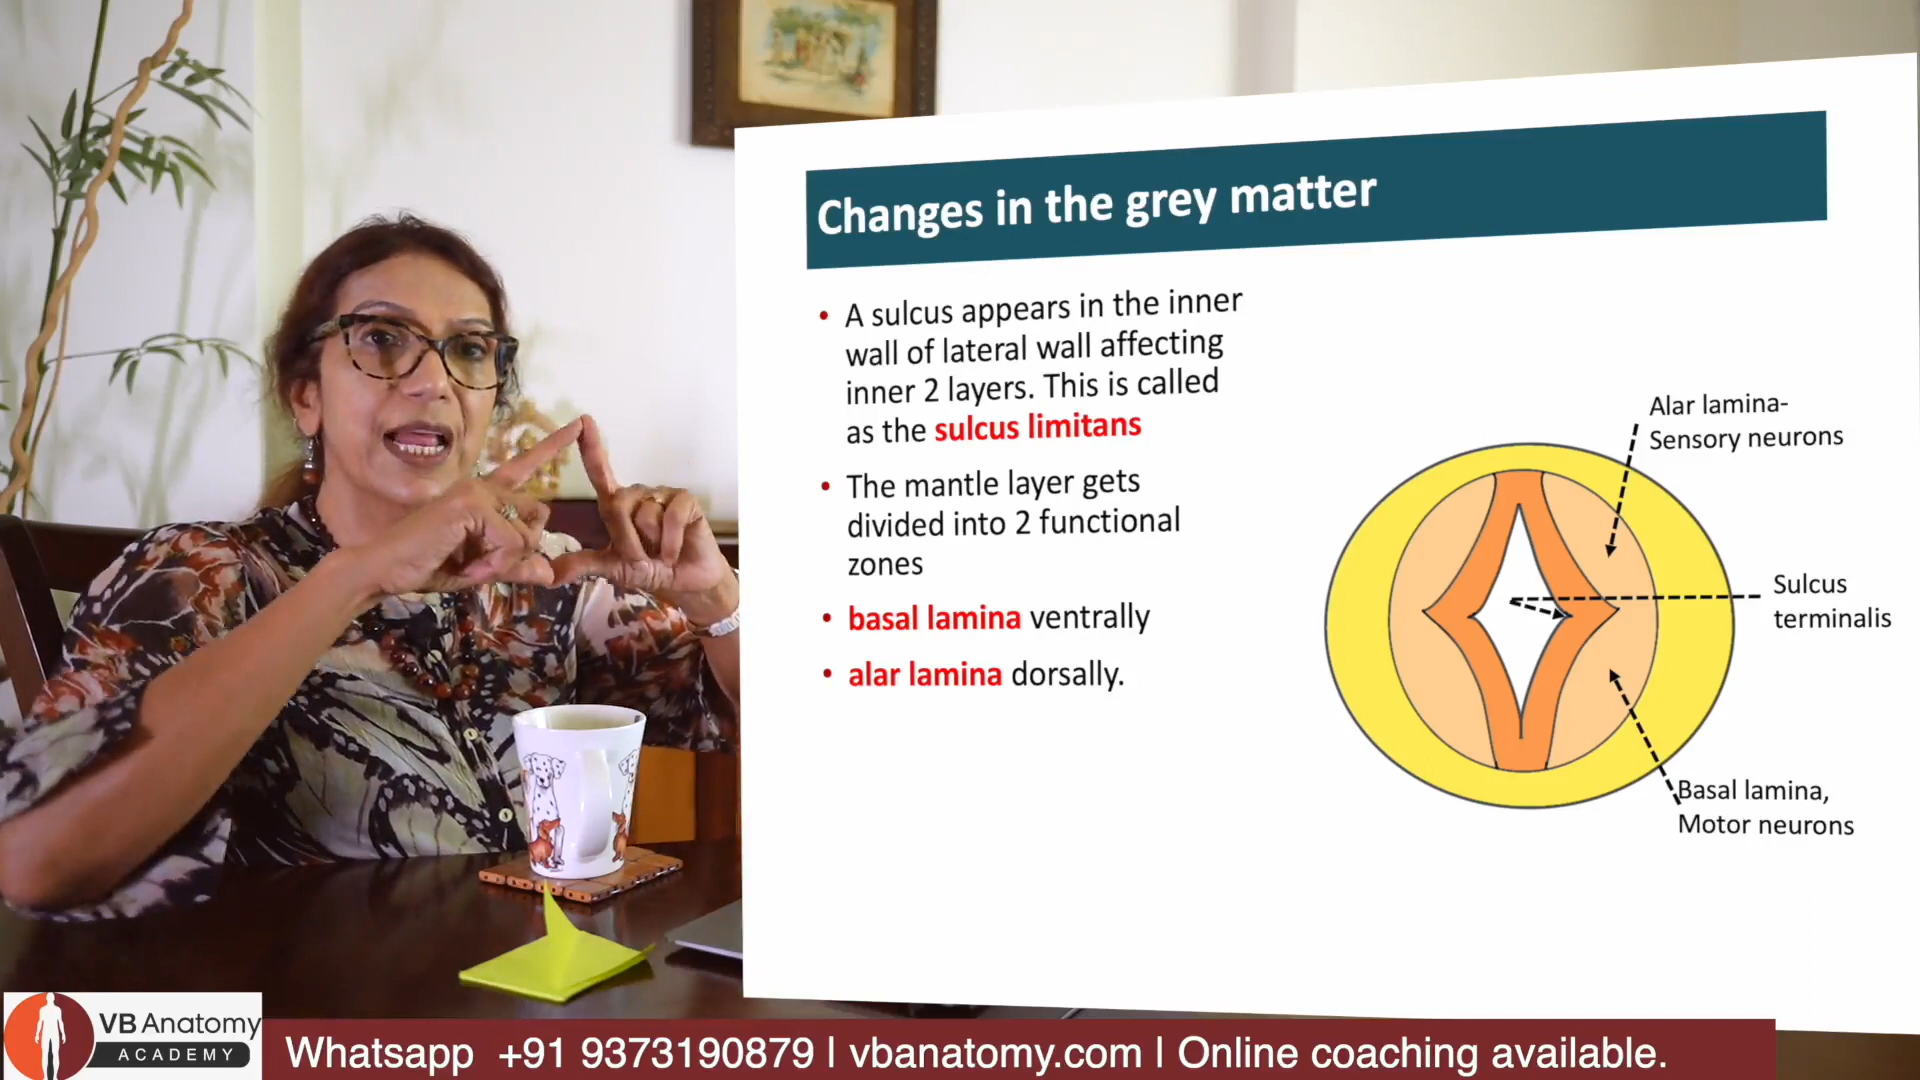 Changes in the grey matter
• A sulcus appears in the inner
wall of lateral wall affecting
inner 2 layers. This is called
as the sulcus limitans
• The mantle layer gets
divided into 2 functional
zones
• basal lamina ventrally
• alar lamina dorsally.
Alar lamina-
Sensory neurons
Sulcus
terminalis
Basal lamina,
Motor neurons
VB Anatomy
ACADEMY
Whatsapp +91 9373190879 | vbanatomy.com | Online coaching available.